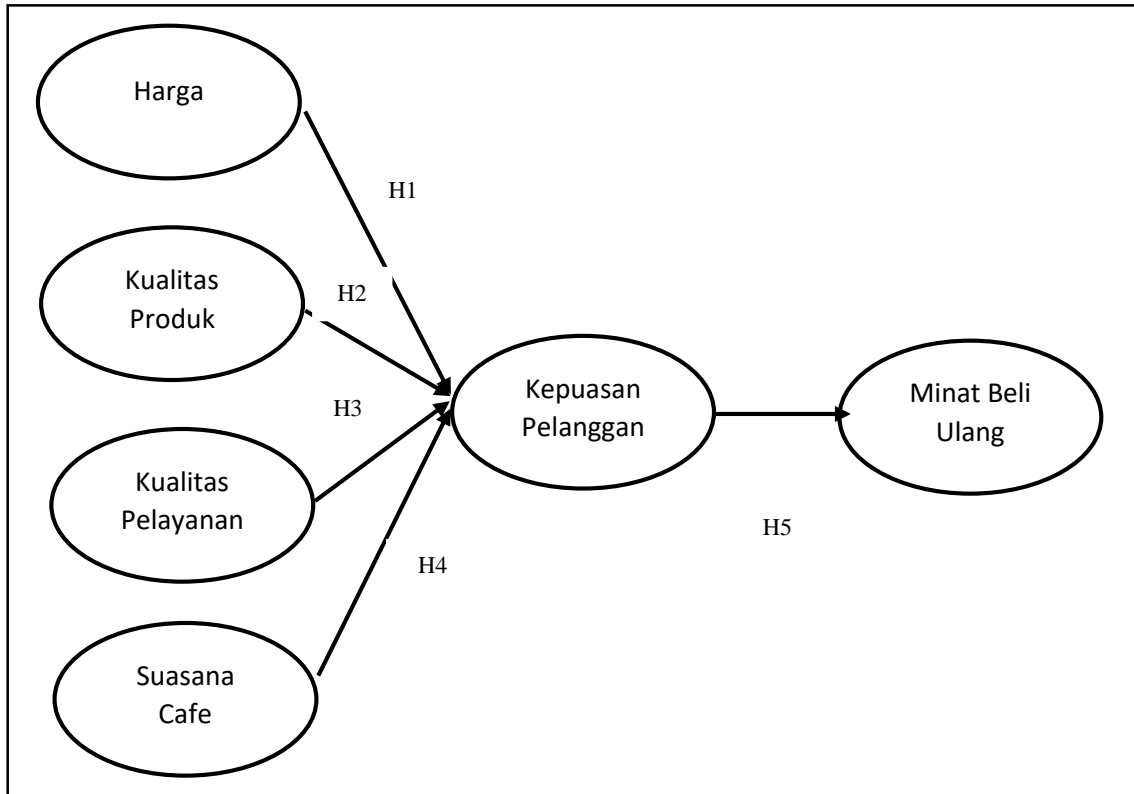 Harga
H1
Kualitas
Produk
H2
H3
Kepuasan
Pelanggan
Minat Beli
Ulang
Kualitas
Pelayanan
H5
H4
Suasana
Cafe